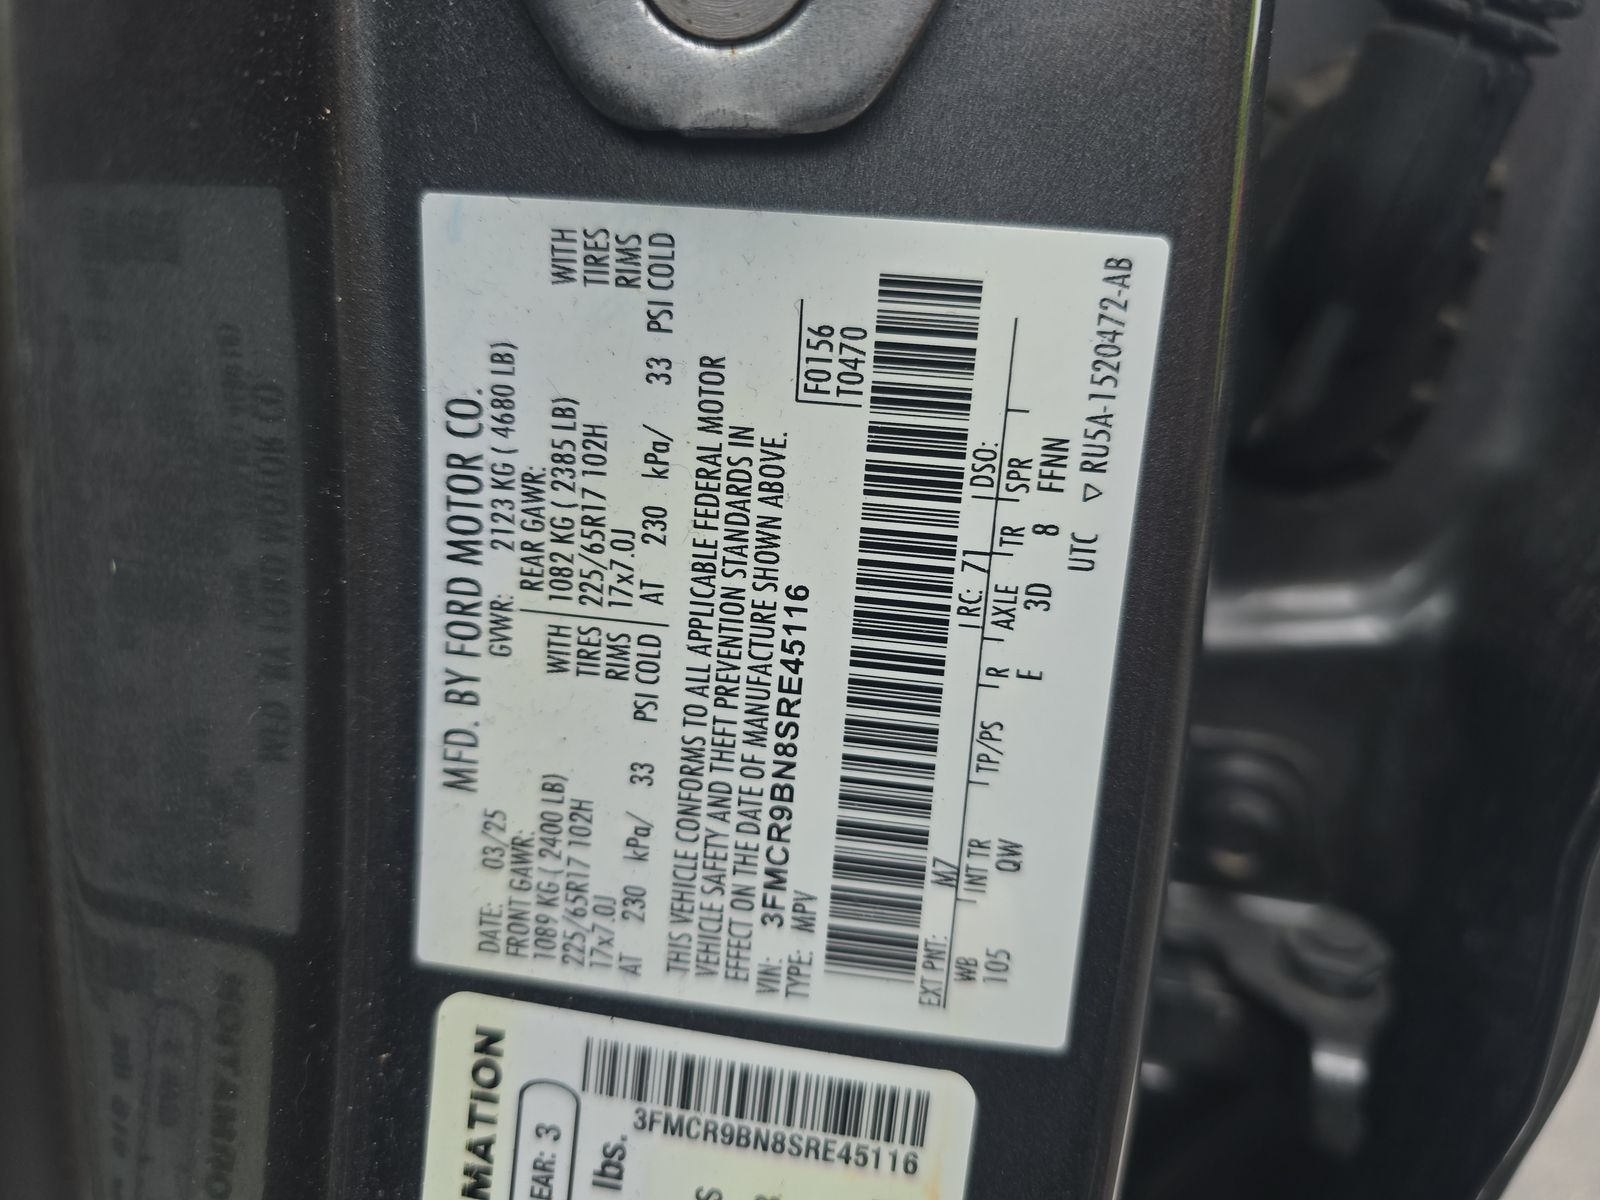 MFD. BY FORD MOTOR CO.
DATE: 03/25 GVWR: 2123 KG ( 4680 LB)
FRONT GAWR: REAR GAWR:
1089 KG ( 2400 LB) WITH 1082 KG ( 2385 LB) WITH
225/65R17 102H TIRES 225/65R17 102H TIRES
17x7.0J RIMS 17x7.0J RIMS
AT 230 kPa/ 33 PSI COLD AT 230 kPa/ 33 PSI COLD
THIS VEHICLE CONFORMS TO ALL APPLICABLE FEDERAL MOTOR
VEHICLE SAFETY AND THEFT PREVENTION STANDARDS IN
EFFECT ON THE DATE OF MANUFACTURE SHOWN ABOVE.
VIN: 3FMCR9BN8SRE45116 F0156
TYPE: MPV T0470
EXT PNT: M7 RC: 71 DSO:
WB INT TR TP/PS R AXLE TR SPR
105 QW E 3D 8 FFNN
UTC ▽ RU5A-1520472-AB
MATION
EAR: 3
lbs.
3FMCR9BN8SRE45116